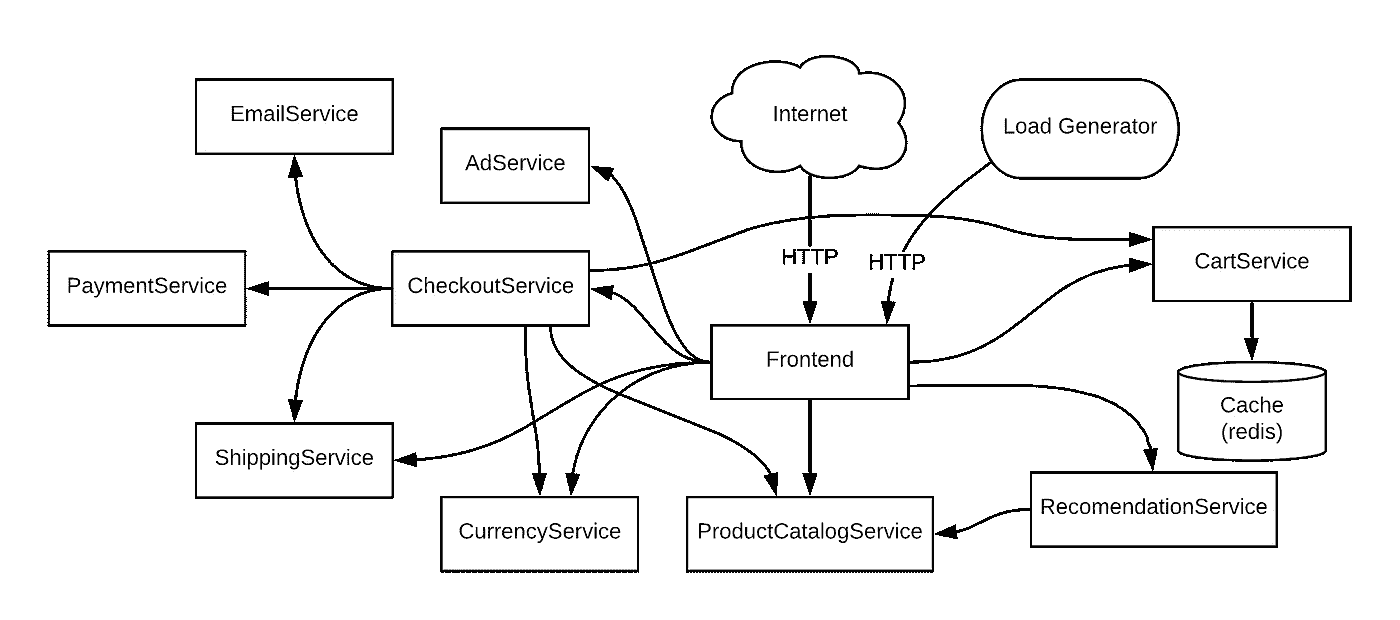 EmailService
AdService
Internet
Load Generator
HTTP
HTTP
PaymentService
CheckoutService
CartService
Frontend
Cache
(redis)
ShippingService
CurrencyService
ProductCatalogService
RecomendationService